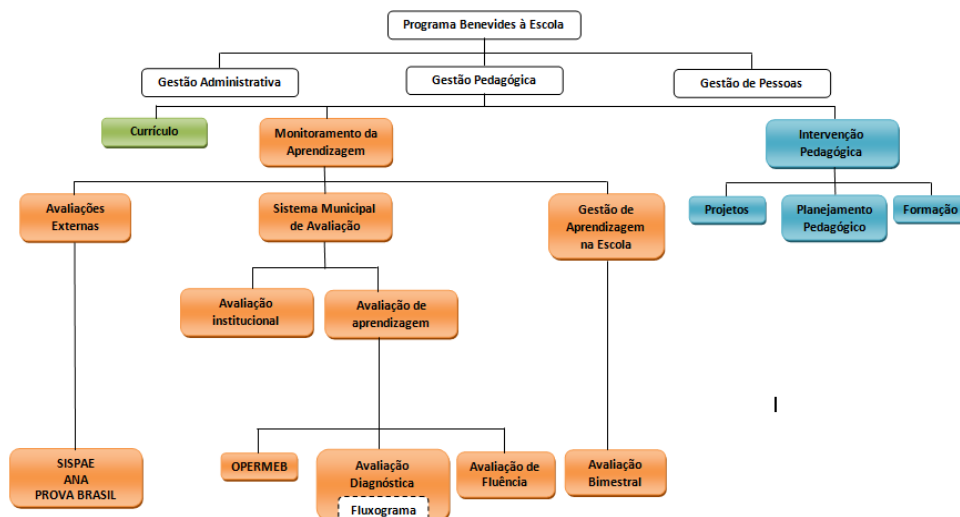 Programa Benevides à Escola
Gestão Administrativa
Gestão Pedagógica
Gestão de Pessoas
Currículo
Monitoramento da
Aprendizagem
Intervenção
Pedagógica
Avaliações
Externas
Sistema Municipal
de Avaliação
Gestão de
Aprendizagem
na Escola
Projetos
Planejamento
Pedagógico
Formação
Avaliação
institucional
Avaliação de
aprendizagem
SISPAE
ANA
PROVA BRASIL
OPERMEB
Avaliação
Diagnóstica
Fluxograma
Avaliação de
Fluência
Avaliação
Bimestral